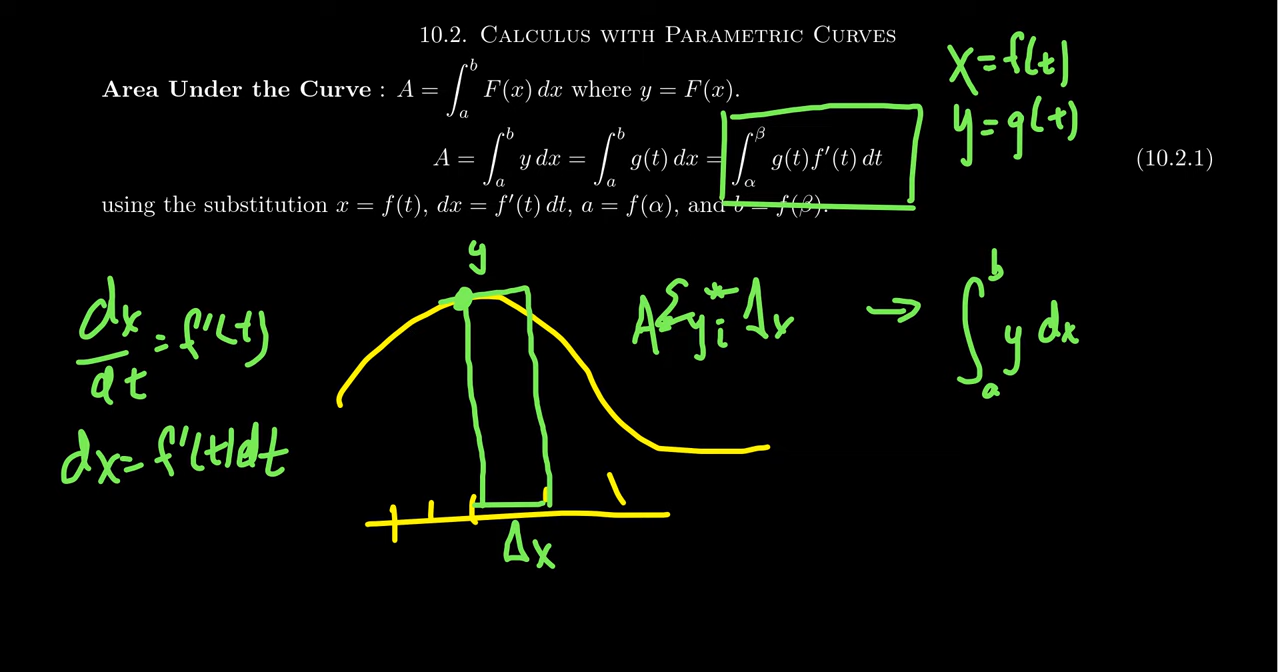 10.2. CALCULUS WITH PARAMETRIC CURVES
Area Under the Curve : A = ∫_a^b F(x) dx where y = F(x).
A = ∫_a^b y dx = ∫_a^b g(t) dx = ∫_α^β g(t)f′(t) dt (10.2.1)
using the substitution x = f(t), dx = f′(t) dt, a = f(α), and b = f(β).
x = f(t)
y = g(t)
y
dx/dt = f'(t)
A Σ y_i^* Δx → ∫_a^b y dx
dx = f'(t)dt
Δx